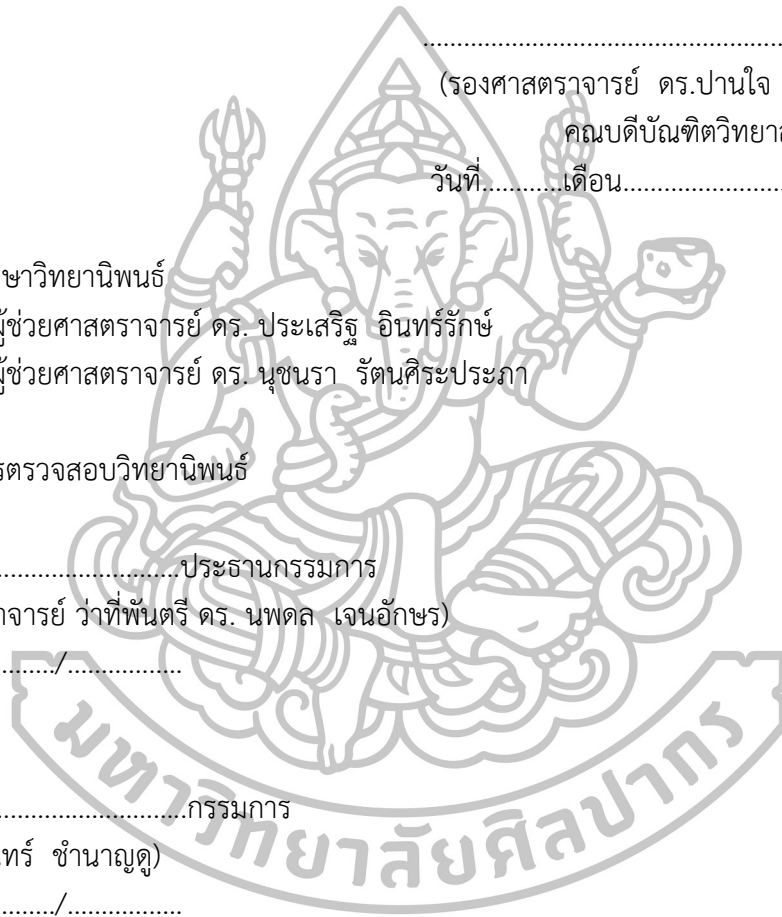 ................................................
(รองศาสตราจารย์ ดร.ปานใจ
คณบดีบัณฑิตวิทยาล
วันที่............เดือน........................
ษาวิทยานิพนธ์
ผู้ช่วยศาสตราจารย์ ดร. ประเสริฐ อินทร์รักษ์
ผู้ช่วยศาสตราจารย์ ดร. นุชนรา รัตนศิระประภา
รตรวจสอบวิทยานิพนธ์
............................ประธานกรรมการ
าจารย์ ว่าที่พันตรี ดร. นพดล เจนอักษร)
........./.................
............................กรรมการ
ทร์ ชำนาญดู)
........./.................
มหาวิทยาลัยศิลปากร